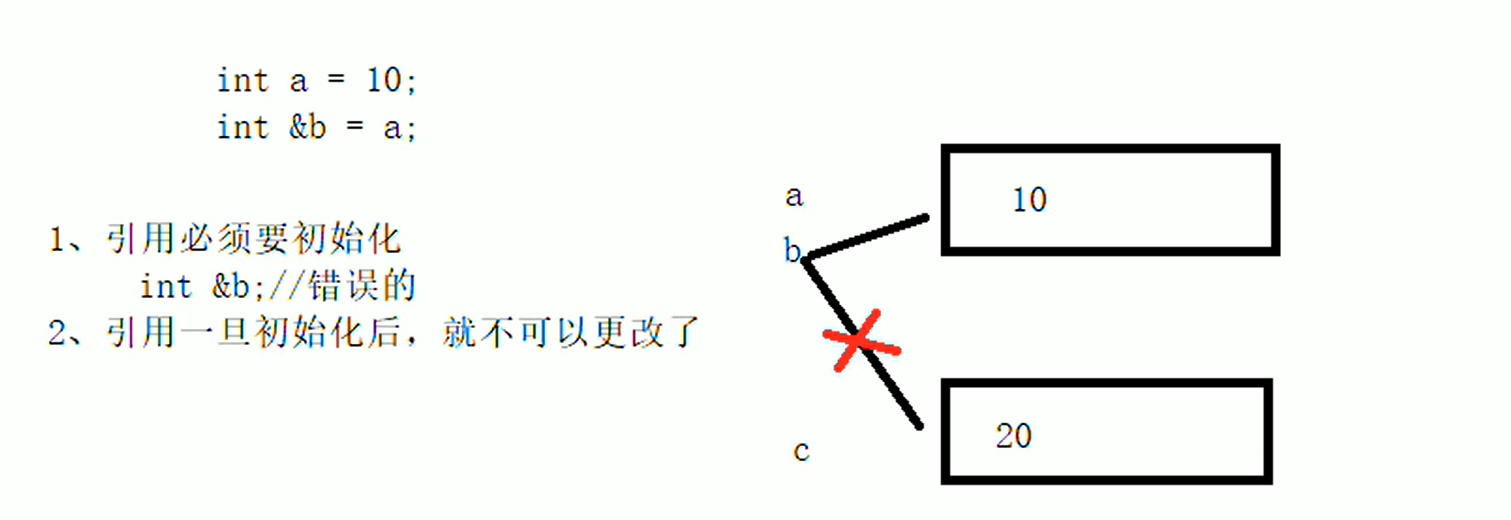 int a = 10;
int &b = a;
1、引用必须要初始化
int &b;//错误的
2、引用一旦初始化后，就不可以更改了
a
10
b
20
c